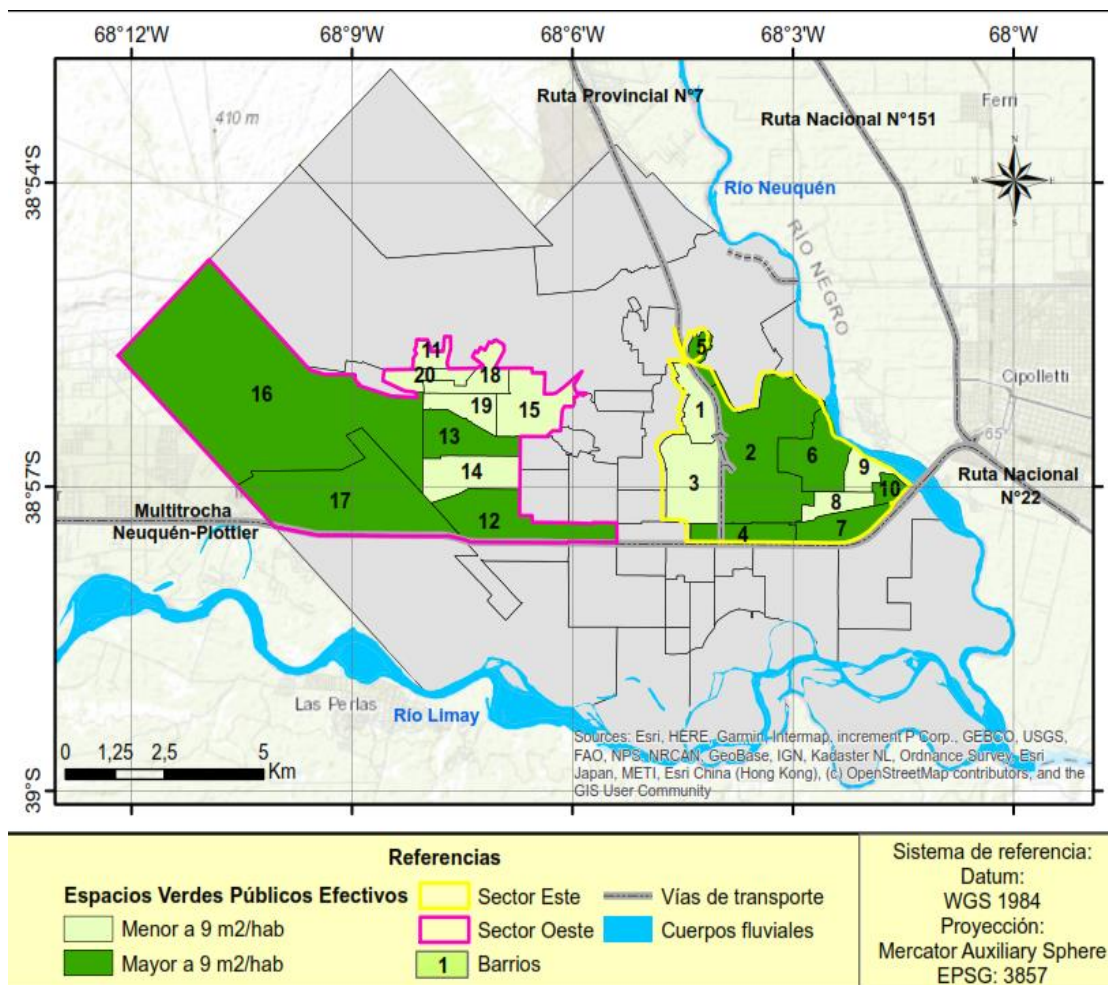 68°12'W 68°9'W 68°6'W 68°3'W 68°W
Ruta Provincial N°7
Ferri
410 m
Ruta Nacional N°151
N
W E
S
38°54'S
Río Neuquén
RÍO NEGRO
5
11
20 18
Cipolletti
16
1
15
19
65
13
2
6
9
14
3
10
Ruta Nacional
N°22
38°57'S
17
8
Multitrocha
Neuquén-Plottier
12
4
7
Las Perlas
Río Limay
0 1,25 2,5 5
Km
Sources: Esri, HERE, Garmin, Intermap, increment P Corp., GEBCO, USGS,
FAO, NPS, NRCAN, GeoBase, IGN, Kadaster NL, Ordnance Survey, Esri
Japan, METI, Esri China (Hong Kong), (c) OpenStreetMap contributors, and the
GIS User Community
39°S
Referencias
Espacios Verdes Públicos Efectivos
Menor a 9 m2/hab
Mayor a 9 m2/hab
Sector Este
Sector Oeste
1 Barrios
Vías de transporte
Cuerpos fluviales
Sistema de referencia:
Datum:
WGS 1984
Proyección:
Mercator Auxiliary Sphere
EPSG: 3857